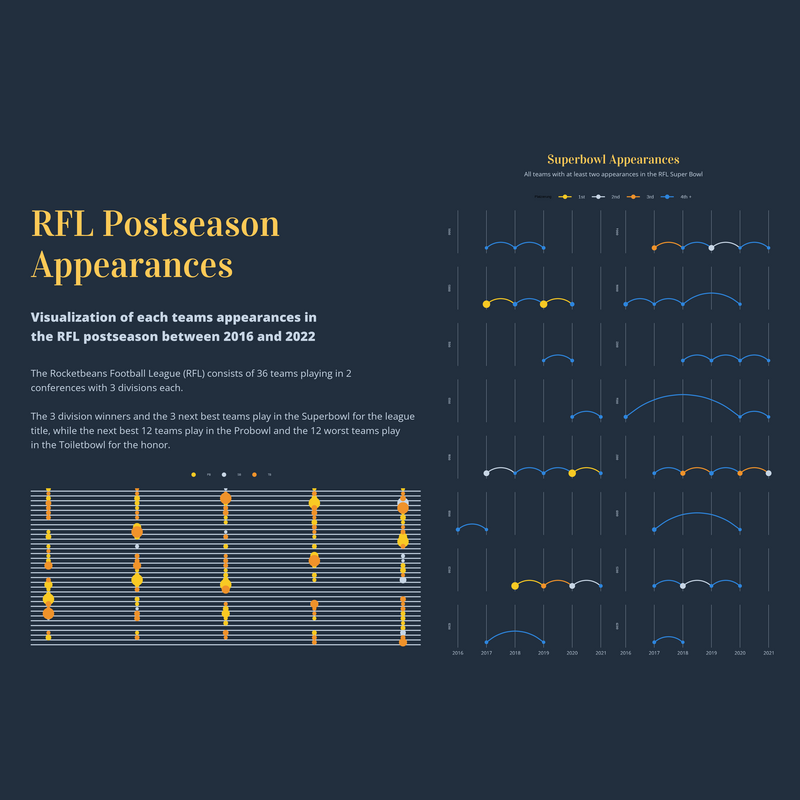 RFL Postseason
Appearances
Visualization of each teams appearances in
the RFL postseason between 2016 and 2022
The Rocketbeans Football League (RFL) consists of 36 teams playing in 2
conferences with 3 divisions each.
The 3 division winners and the 3 next best teams play in the Superbowl for the league
title, while the next best 12 teams play in the Probowl and the 12 worst teams play
in the Toiletbowl for the honor.
Superbowl Appearances
All teams with at least two appearances in the RFL Super Bowl
1st 2nd 3rd 4th +
2016 2017 2018 2019 2020 2021 2016 2017 2018 2019 2020 2021